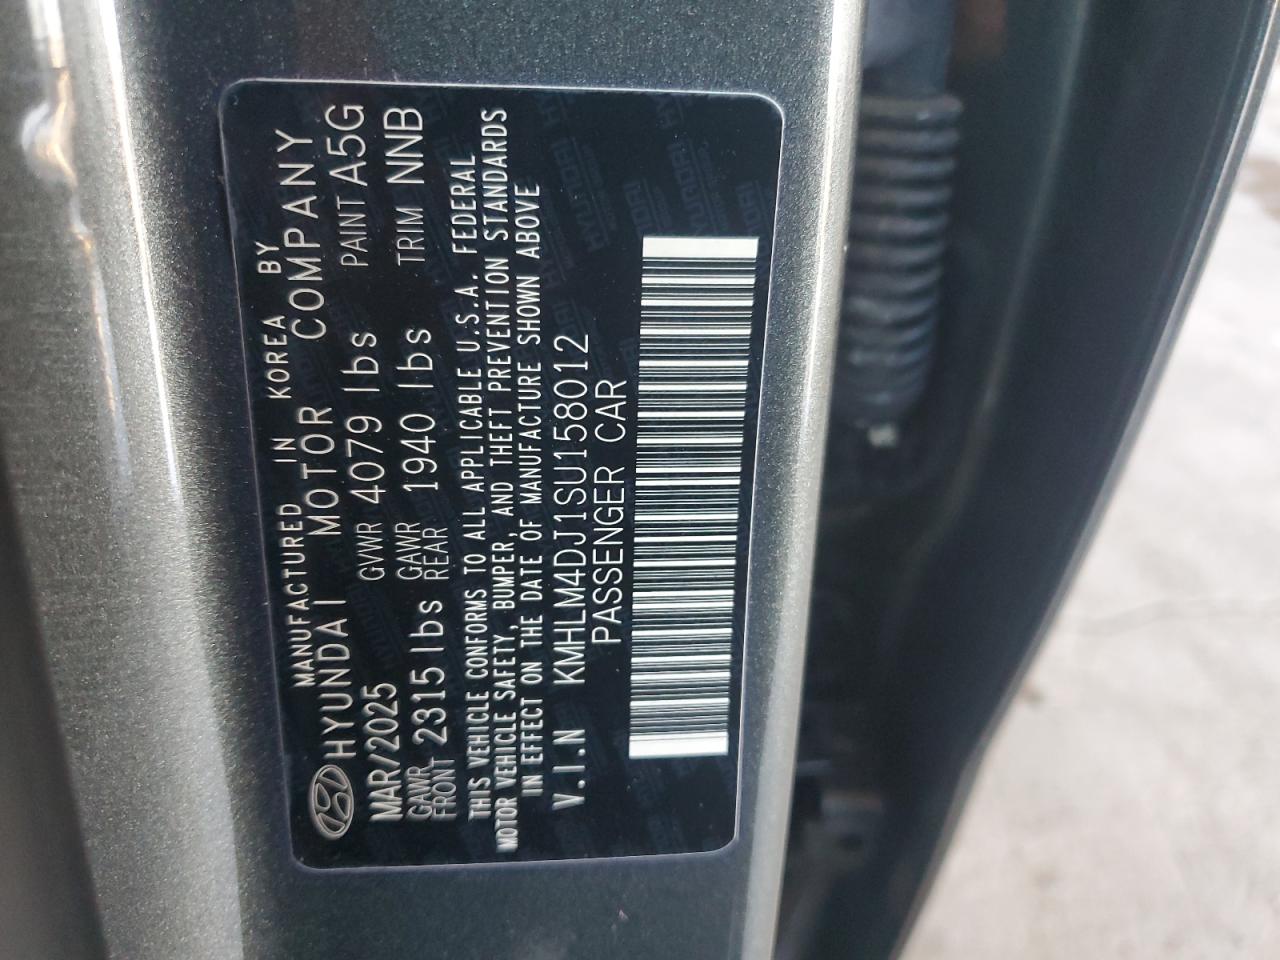 MANUFACTURED IN KOREA BY
HYUNDAI MOTOR COMPANY
MAR/2025 GVWR 4079 lbs PAINT A5G
GAWR FRONT 2315 lbs GAWR REAR 1940 lbs TRIM NNB
THIS VEHICLE CONFORMS TO ALL APPLICABLE U.S.A. FEDERAL
MOTOR VEHICLE SAFETY, BUMPER, AND THEFT PREVENTION STANDARDS
IN EFFECT ON THE DATE OF MANUFACTURE SHOWN ABOVE
V.I.N KMHLM4DJ1SU158012
PASSENGER CAR